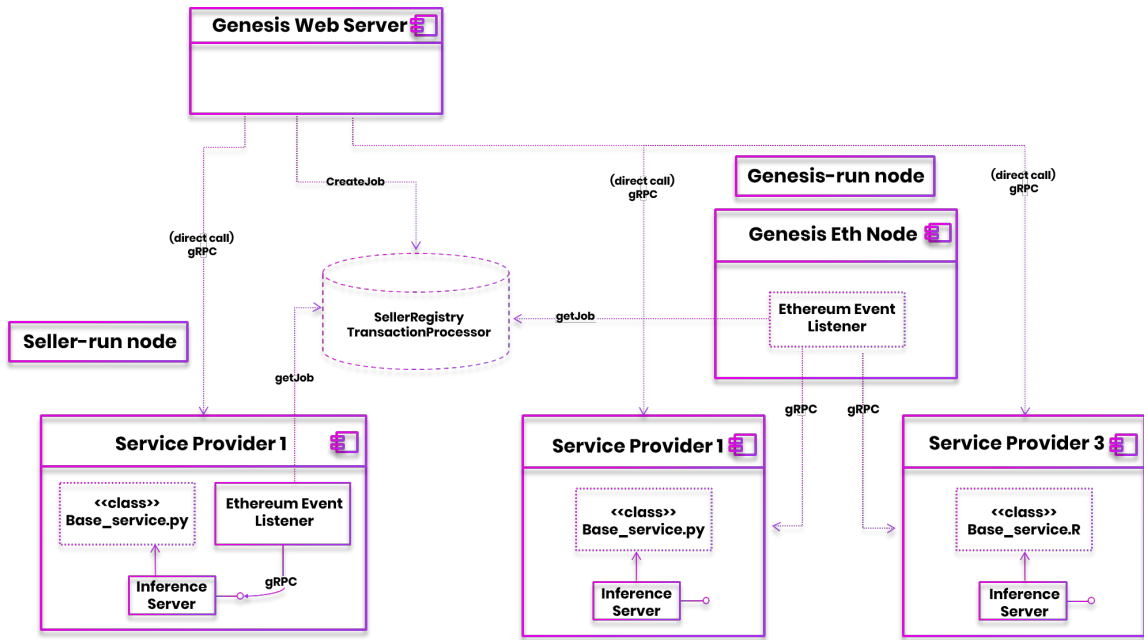 Genesis Web Server
CreateJob
(direct call)
gRPC
(direct call)
gRPC
Genesis-run node
(direct call)
gRPC
Genesis Eth Node
SellerRegistry
TransactionProcessor
getJob
Ethereum Event
Listener
Seller-run node
getJob
gRPC
gRPC
Service Provider 1
<<class>>
Base_service.py
Ethereum Event
Listener
Inference
Server
gRPC
Service Provider 1
<<class>>
Base_service.py
Inference
Server
Service Provider 3
<<class>>
Base_service.R
Inference
Server